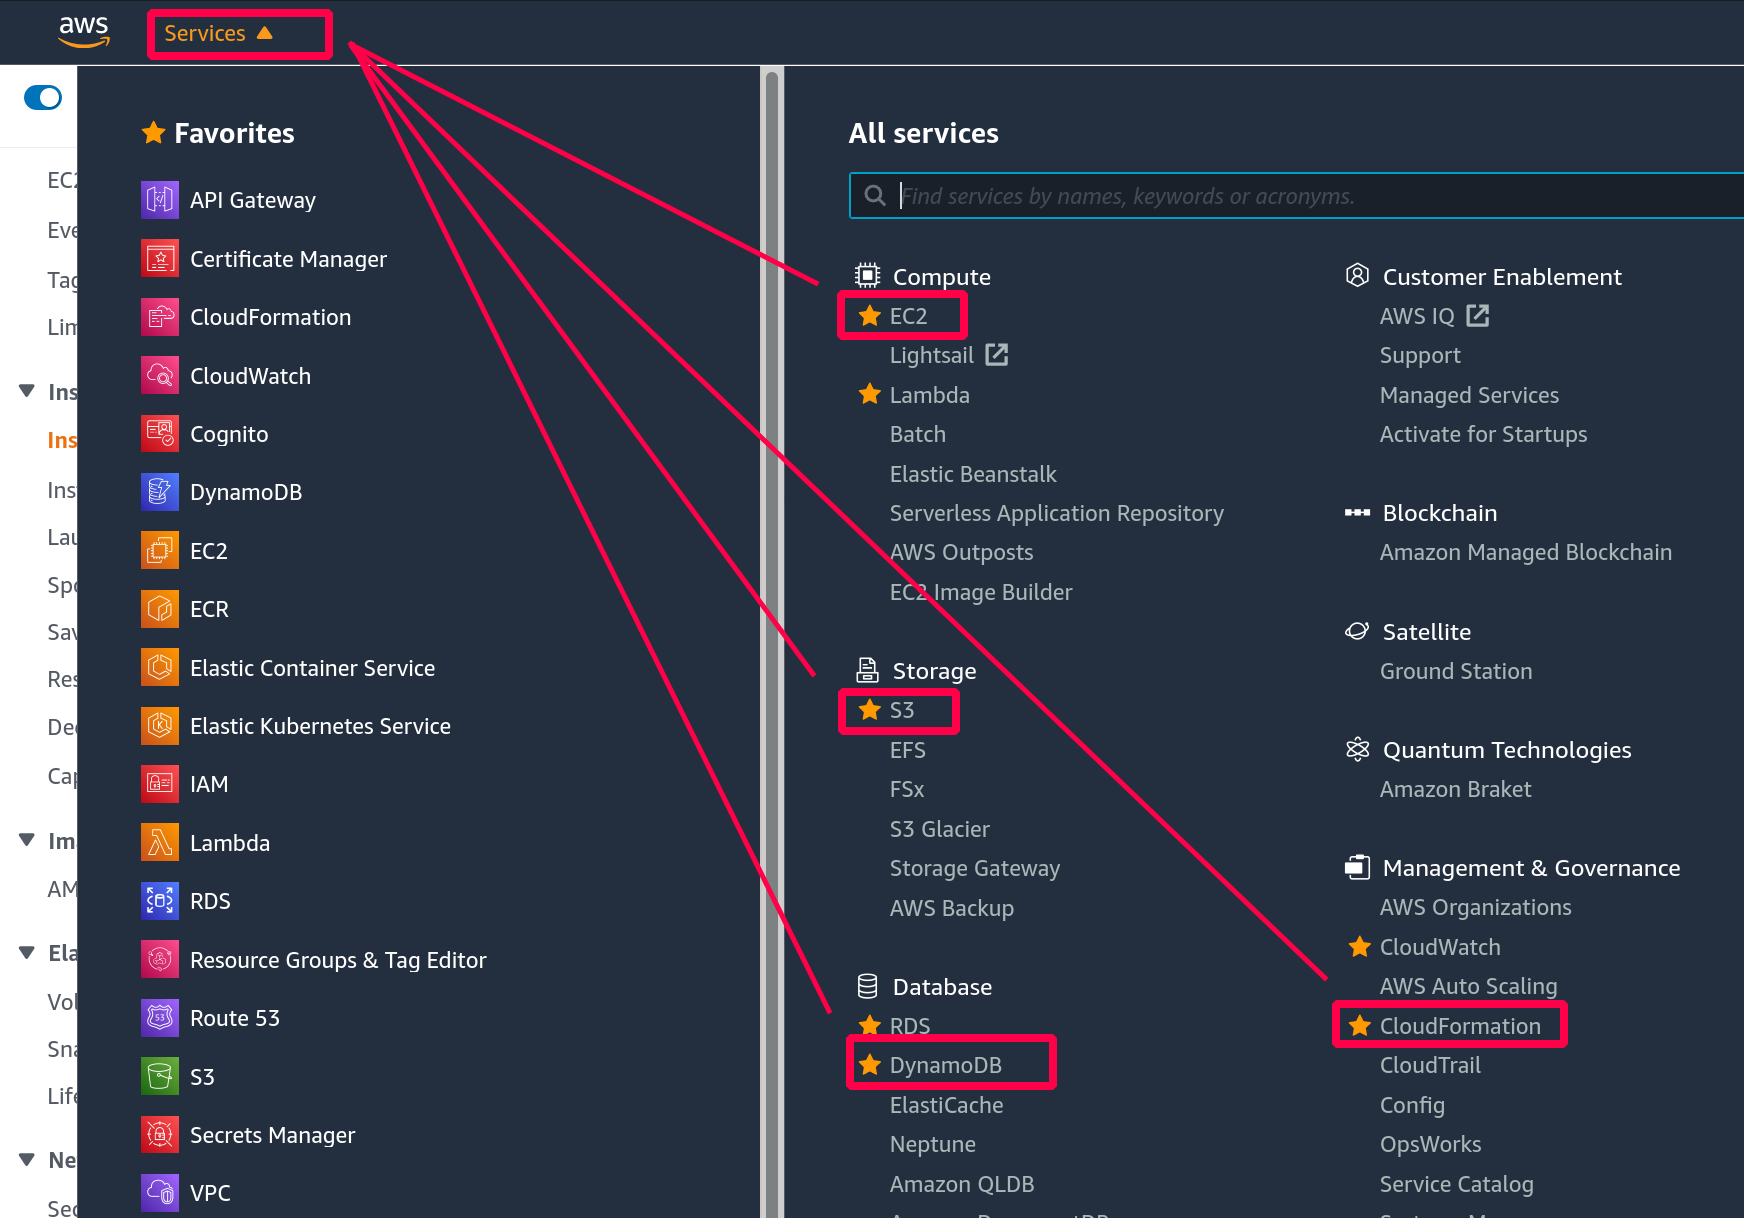 aws
Services
EC2
Eve
Tag
Lim
Ins
Ins
Inst
Lau
Spo
Sav
Res
Dec
Cap
Ima
AM
Ela
Vol
Sna
Life
Ne
Sec
Favorites
API Gateway
Certificate Manager
CloudFormation
CloudWatch
Cognito
DynamoDB
EC2
ECR
Elastic Container Service
Elastic Kubernetes Service
IAM
Lambda
RDS
Resource Groups & Tag Editor
53
Route 53
S3
Secrets Manager
VPC
All services
Find services by names, keywords or acronyms.
Compute
EC2
Lightsail
Lambda
Batch
Elastic Beanstalk
Serverless Application Repository
AWS Outposts
EC2 Image Builder
Storage
S3
EFS
FSx
S3 Glacier
Storage Gateway
AWS Backup
Database
RDS
DynamoDB
ElastiCache
Neptune
Amazon QLDB
Customer Enablement
AWS IQ
Support
Managed Services
Activate for Startups
Blockchain
Amazon Managed Blockchain
Satellite
Ground Station
Quantum Technologies
Amazon Braket
Management & Governance
AWS Organizations
CloudWatch
AWS Auto Scaling
CloudFormation
CloudTrail
Config
OpsWorks
Service Catalog